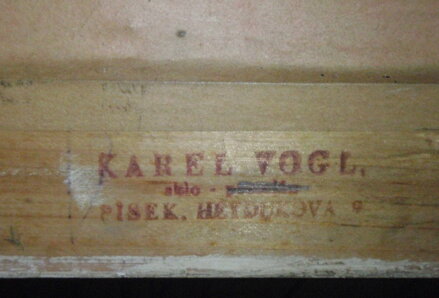 KAREL VOGL,
sklo -
PÍSEK, HEYDUKOVA 9